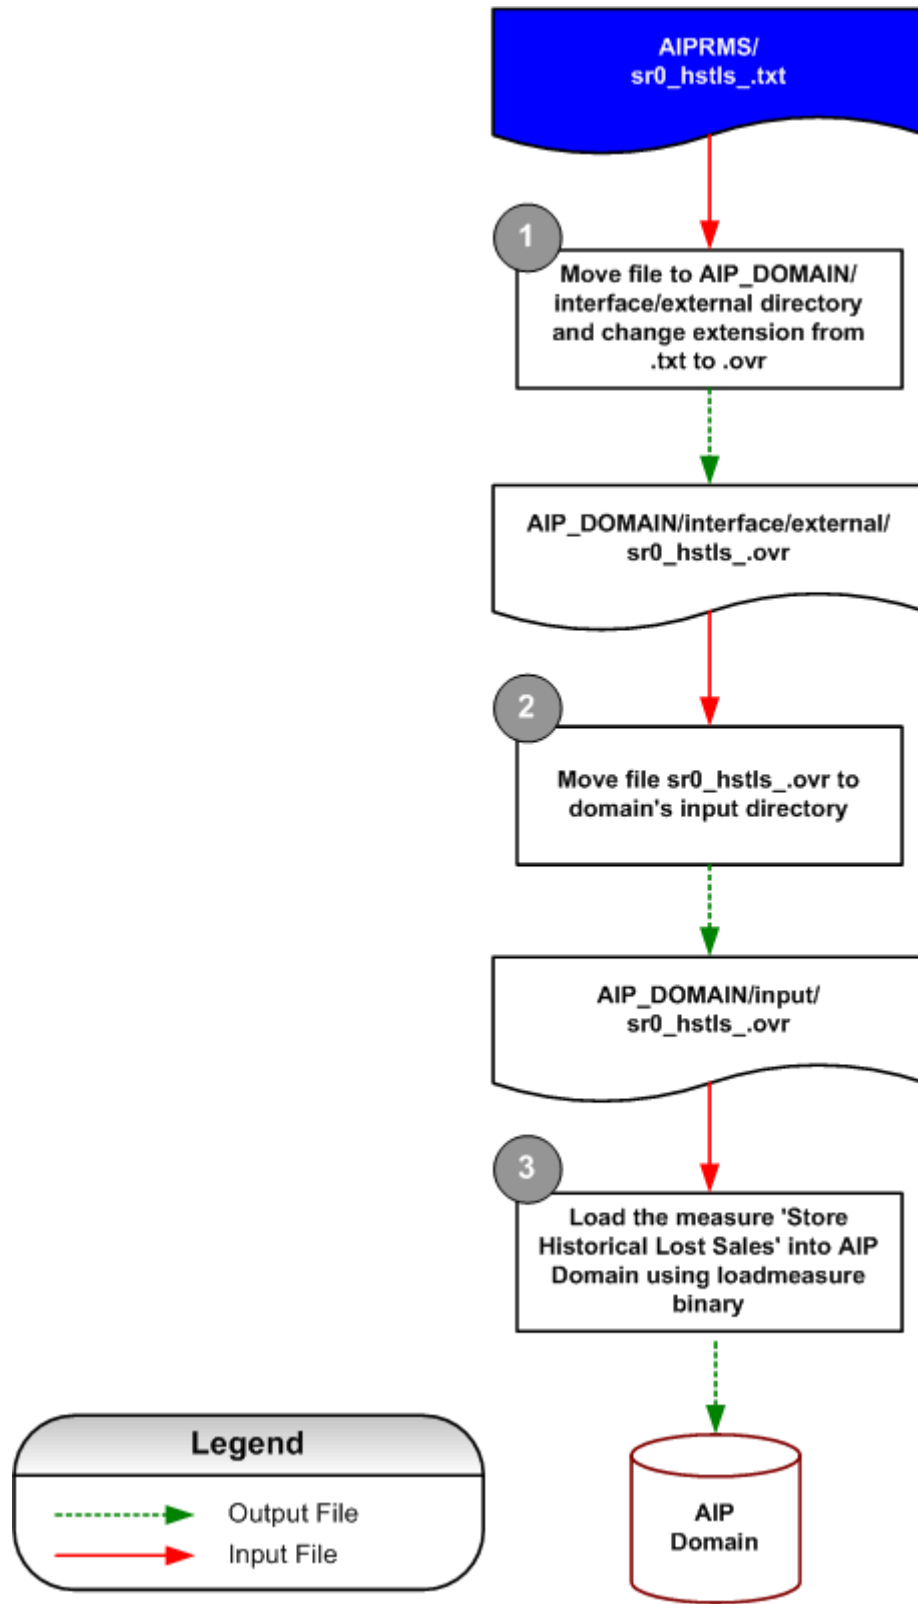 AIPRMS/
sr0_hstls_.txt
1
Move file to AIP_DOMAIN/
interface/external directory
and change extension from
.txt to .ovr
AIP_DOMAIN/interface/external/
sr0_hstls_.ovr
2
Move file sr0_hstls_.ovr to
domain's input directory
AIP_DOMAIN/input/
sr0_hstls_.ovr
3
Load the measure 'Store
Historical Lost Sales' into AIP
Domain using loadmeasure
binary
AIP
Domain
Legend
Output File
Input File